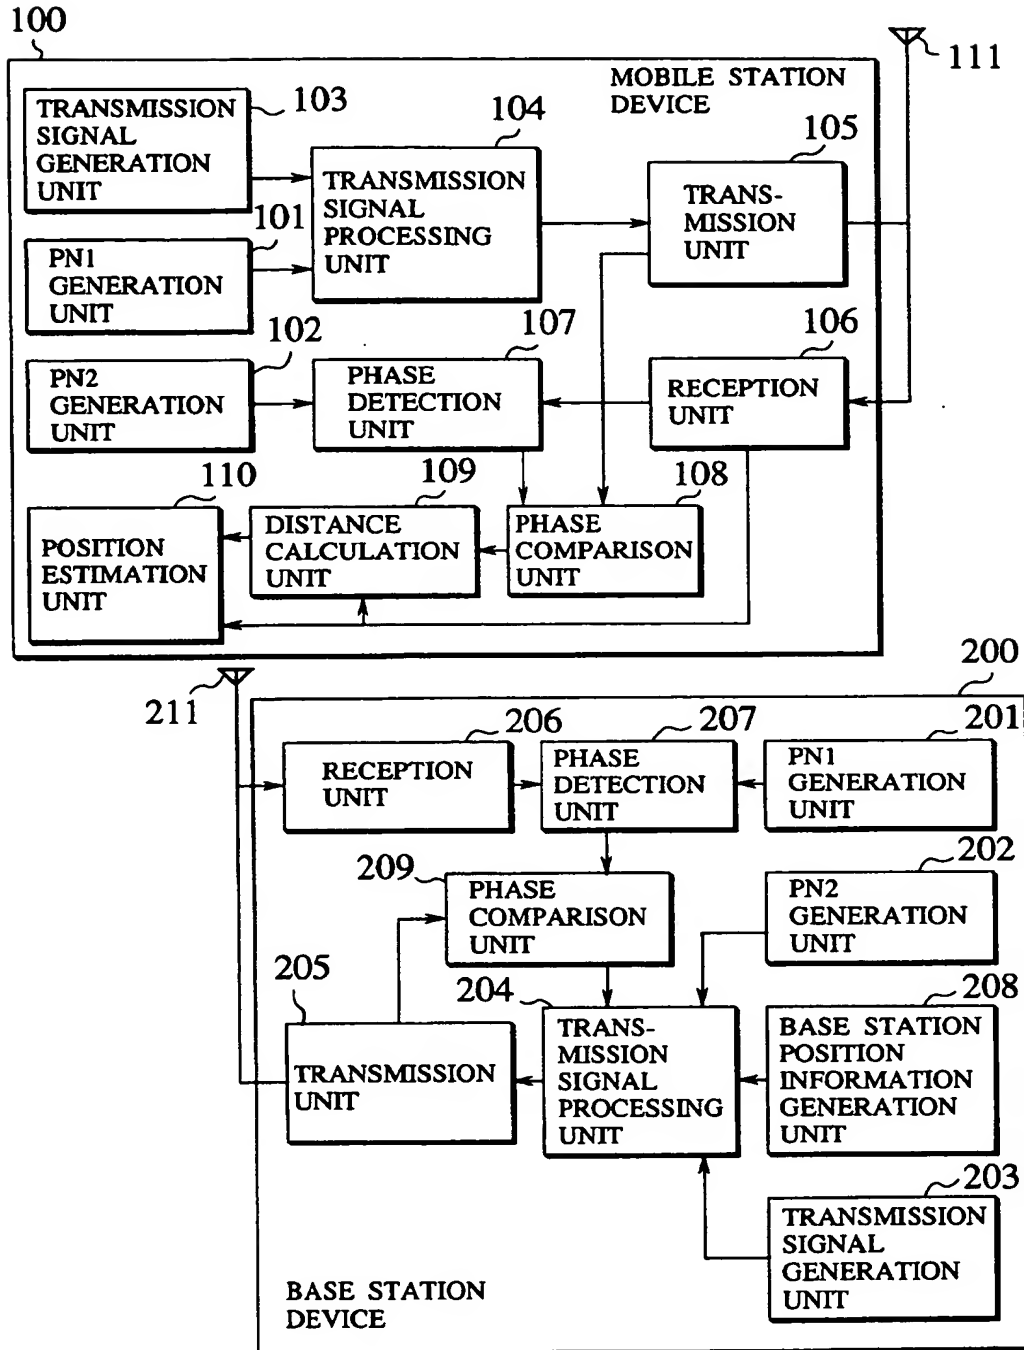 100
111
MOBILE STATION
DEVICE
103
TRANSMISSION
SIGNAL
GENERATION
UNIT
104
TRANSMISSION
SIGNAL
PROCESSING
UNIT
105
TRANS-
MISSION
UNIT
101
PN1
GENERATION
UNIT
102
PN2
GENERATION
UNIT
107
PHASE
DETECTION
UNIT
106
RECEPTION
UNIT
110
POSITION
ESTIMATION
UNIT
109
DISTANCE
CALCULATION
UNIT
108
PHASE
COMPARISON
UNIT
200
211
206
RECEPTION
UNIT
207
PHASE
DETECTION
UNIT
201
PN1
GENERATION
UNIT
209
PHASE
COMPARISON
UNIT
202
PN2
GENERATION
UNIT
205
TRANSMISSION
UNIT
204
TRANS-
MISSION
SIGNAL
PROCESSING
UNIT
208
BASE STATION
POSITION
INFORMATION
GENERATION
UNIT
203
TRANSMISSION
SIGNAL
GENERATION
UNIT
BASE STATION
DEVICE